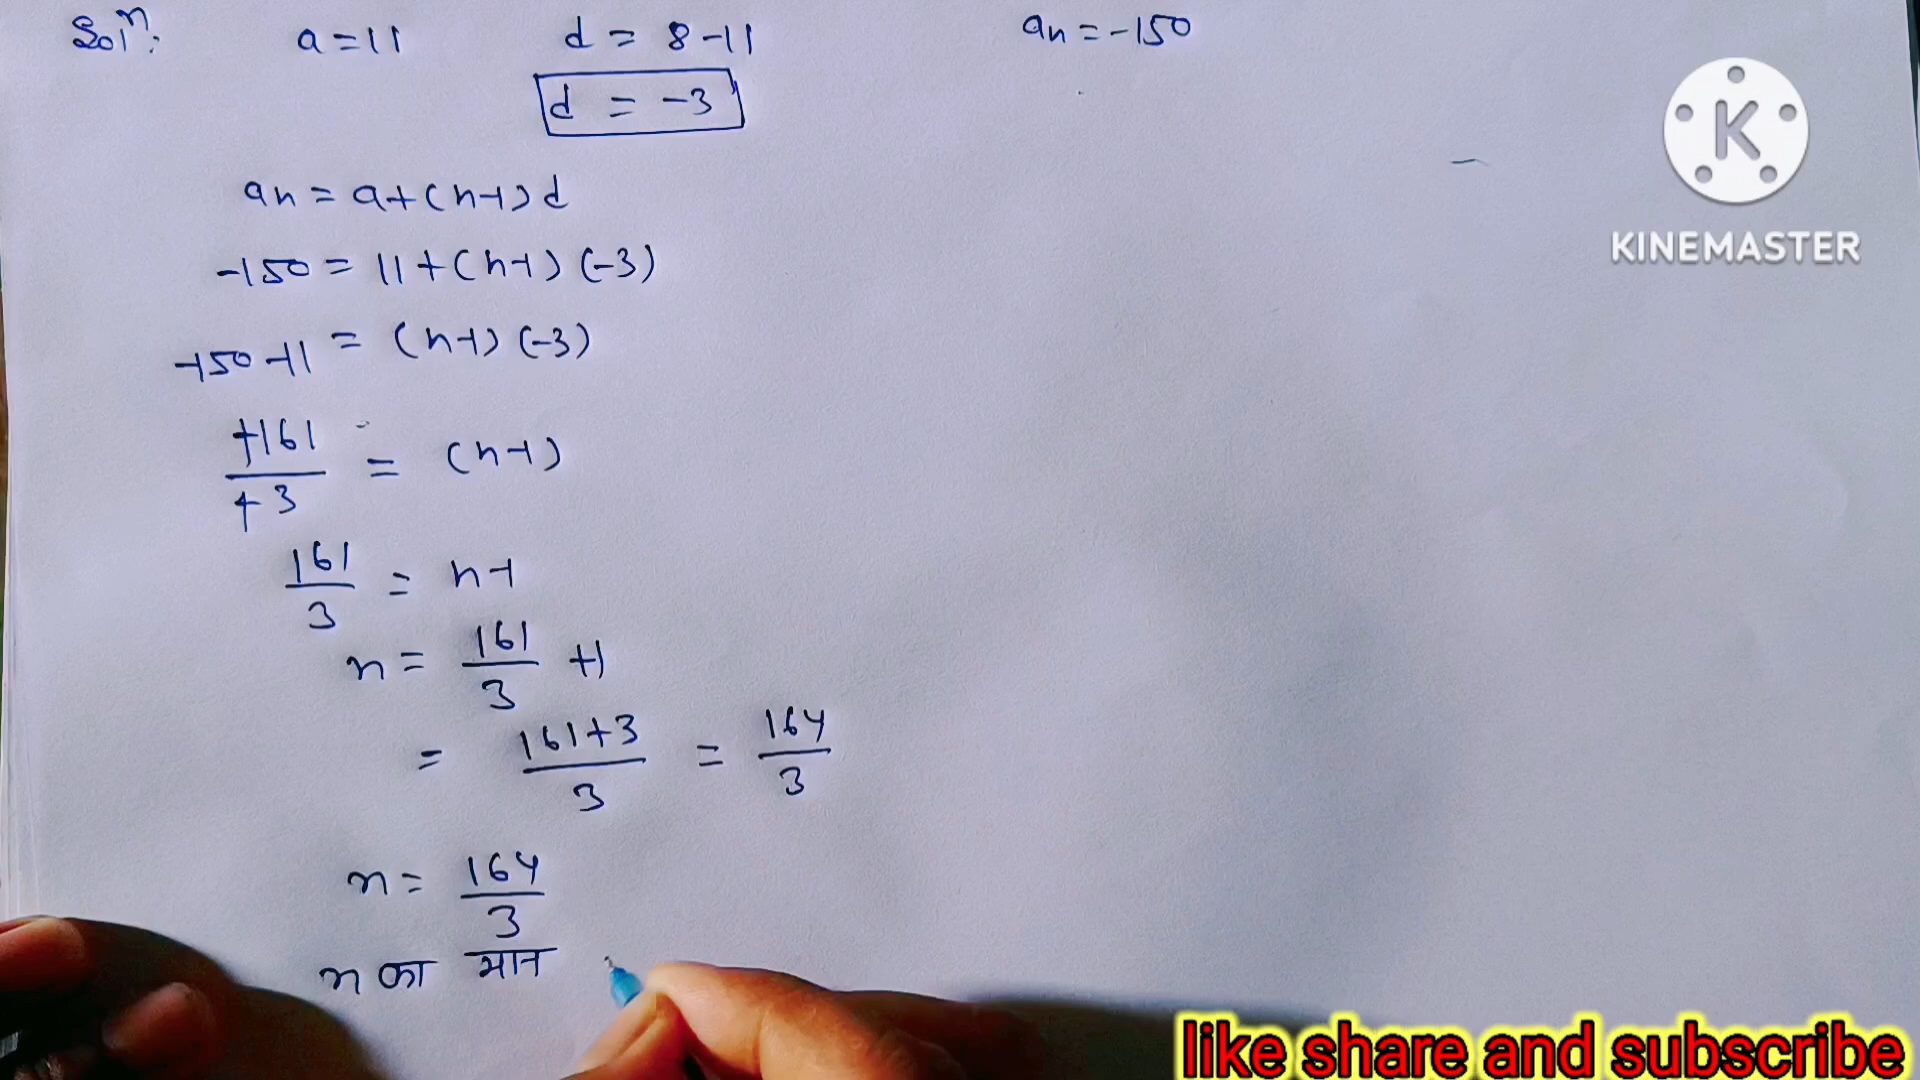 Solⁿ: a = 11 d = 8 - 11 an = -150
d = -3
an = a + (n-1) d
-150 = 11 + (n-1) (-3)
-150 - 11 = (n-1) (-3)
+161/+3 = (n-1)
161/3 = n-1
n = 161/3 + 1
= 161+3/3 = 164/3
n = 164/3
n का मान
KINEMASTER
like share and subscribe